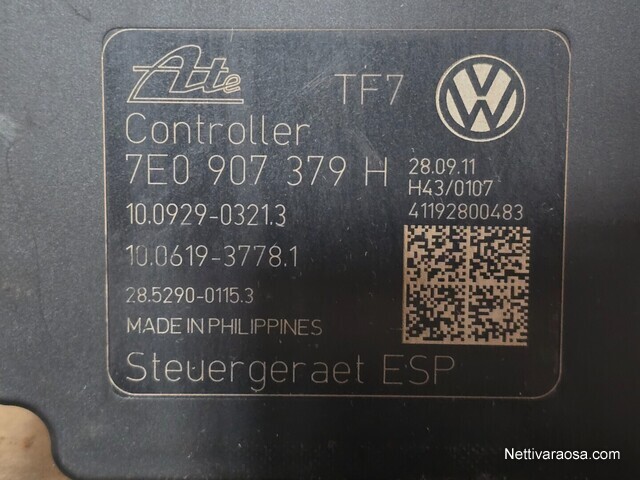 Ate
TF7
Controller
7E0 907 379 H
28.09.11
H43/0107
10.0929-0321.3
41192800483
10.0619-3778.1
28.5290-0115.3
MADE IN PHILIPPINES
Steuergeraet ESP
Nettivaraosa.com